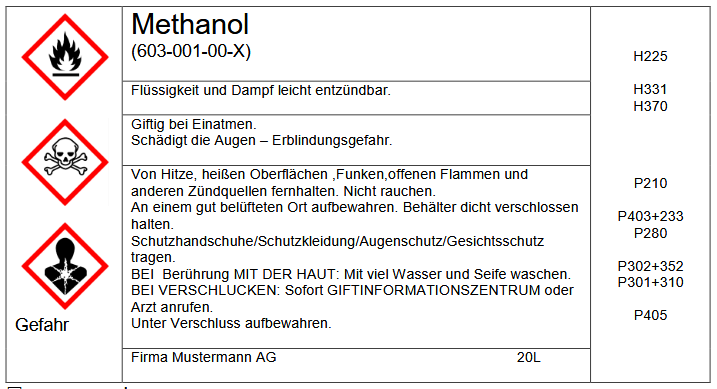 Methanol
(603-001-00-X)
H225
Flüssigkeit und Dampf leicht entzündbar.
H331
H370
Giftig bei Einatmen.
Schädigt die Augen – Erblindungsgefahr.
Von Hitze, heißen Oberflächen ,Funken,offenen Flammen und
anderen Zündquellen fernhalten. Nicht rauchen.
P210
An einem gut belüfteten Ort aufbewahren. Behälter dicht verschlossen
halten.
P403+233
Schutzhandschuhe/Schutzkleidung/Augenschutz/Gesichtsschutz
tragen.
P280
BEI  Berührung MIT DER HAUT: Mit viel Wasser und Seife waschen.
P302+352
BEI VERSCHLUCKEN: Sofort GIFTINFORMATIONSZENTRUM oder
Arzt anrufen.
P301+310
Unter Verschluss aufbewahren.
P405
Gefahr
Firma Mustermann AG 20L